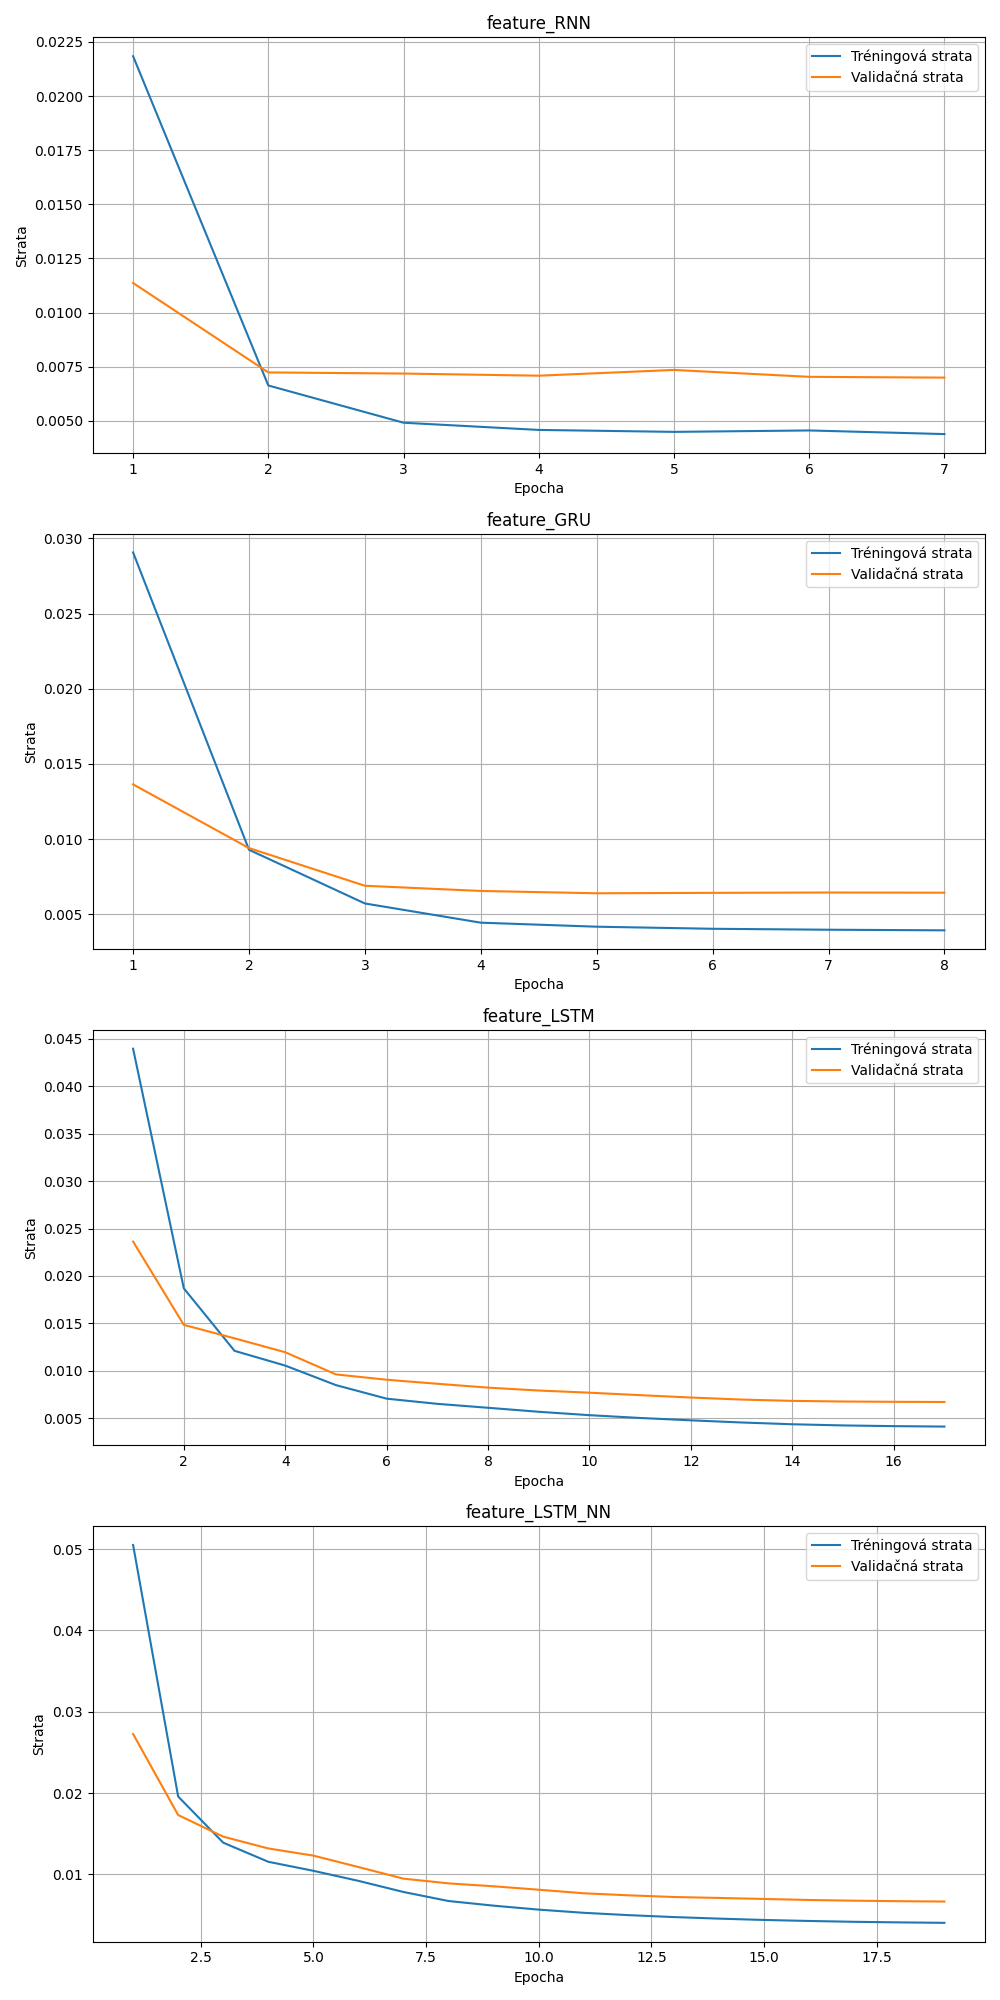 feature_RNN
0.0225
0.0200
0.0175
0.0150
0.0125
0.0100
0.0075
0.0050
Strata
Tréningová strata
Validačná strata
1 2 3 4 5 6 7
Epocha
feature_GRU
0.030
0.025
0.020
0.015
0.010
0.005
Strata
Tréningová strata
Validačná strata
1 2 3 4 5 6 7 8
Epocha
feature_LSTM
0.045
0.040
0.035
0.030
0.025
0.020
0.015
0.010
0.005
Strata
Tréningová strata
Validačná strata
2 4 6 8 10 12 14 16
Epocha
feature_LSTM_NN
0.05
0.04
0.03
0.02
0.01
Strata
Tréningová strata
Validačná strata
2.5 5.0 7.5 10.0 12.5 15.0 17.5
Epocha